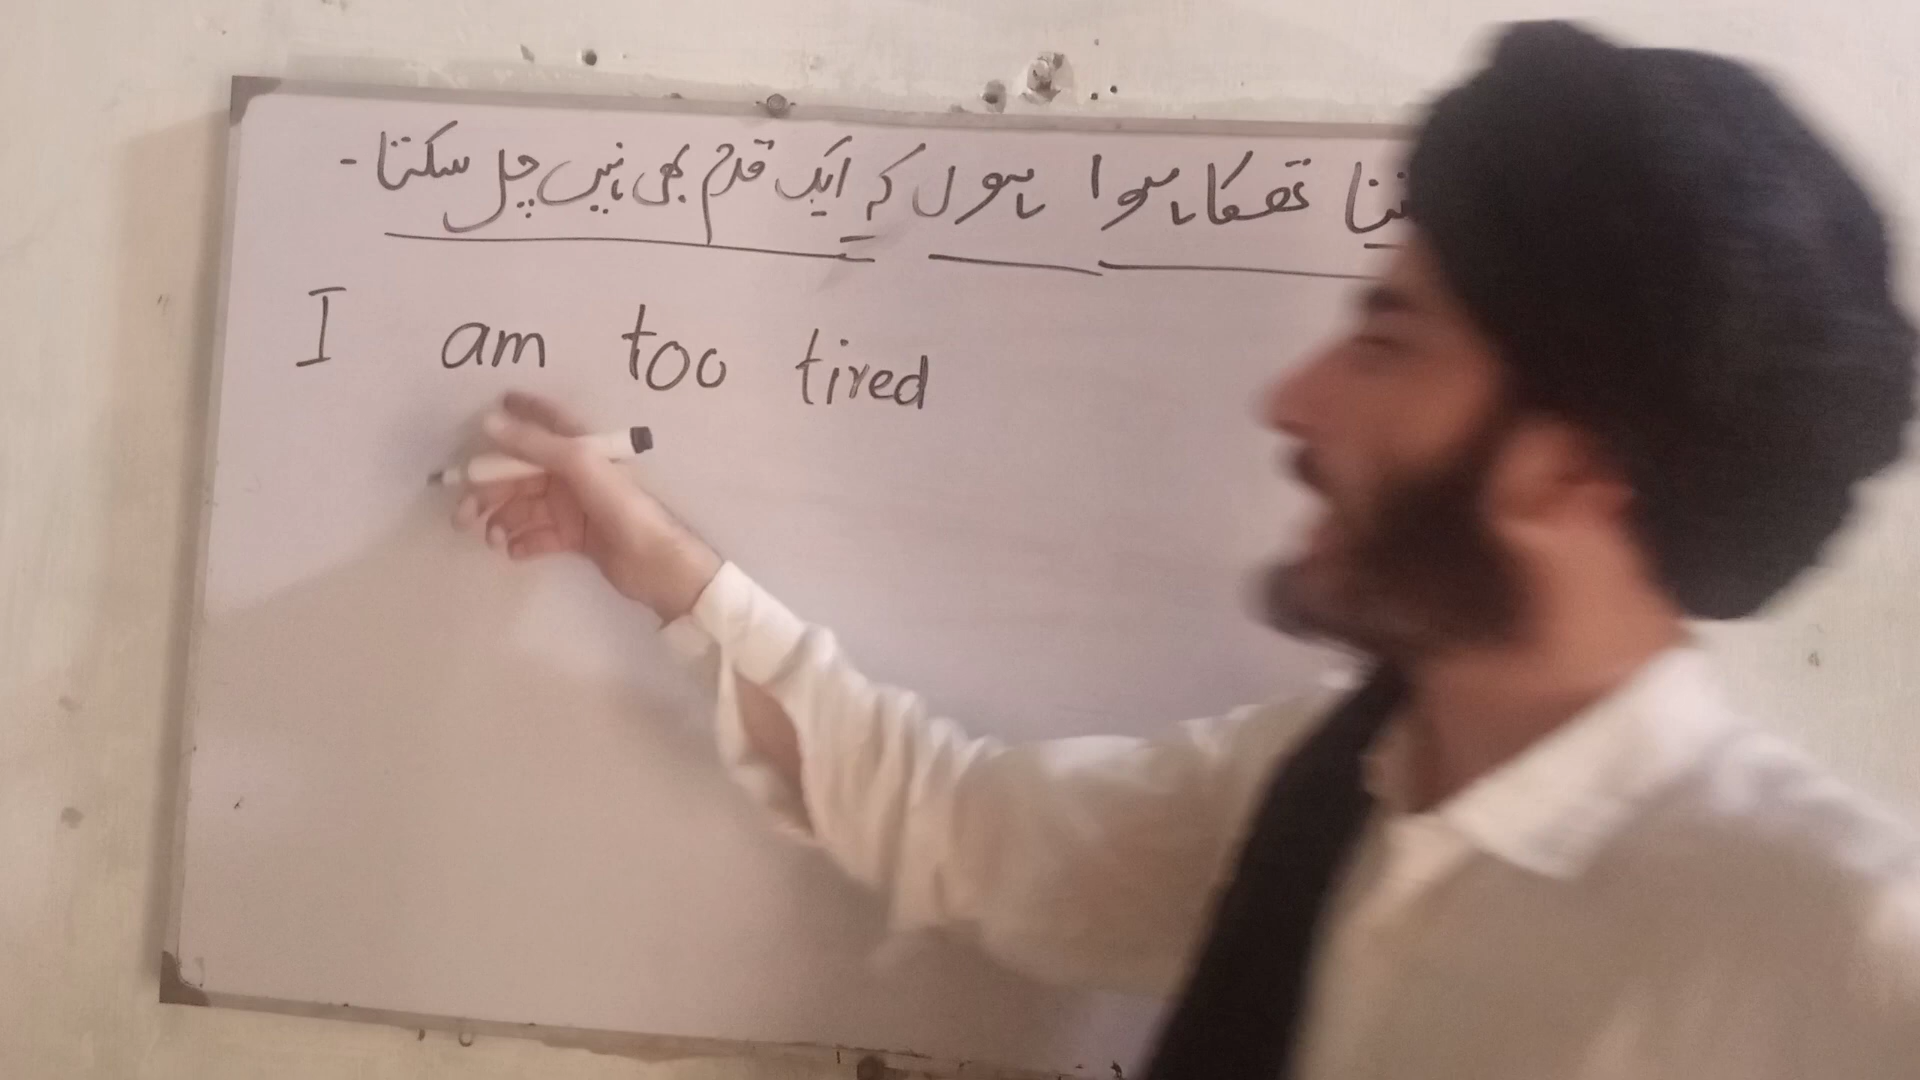 تھکا ہوا ہوں کہ ایک قدم بھی نہیں چل سکتا -
I am too tired